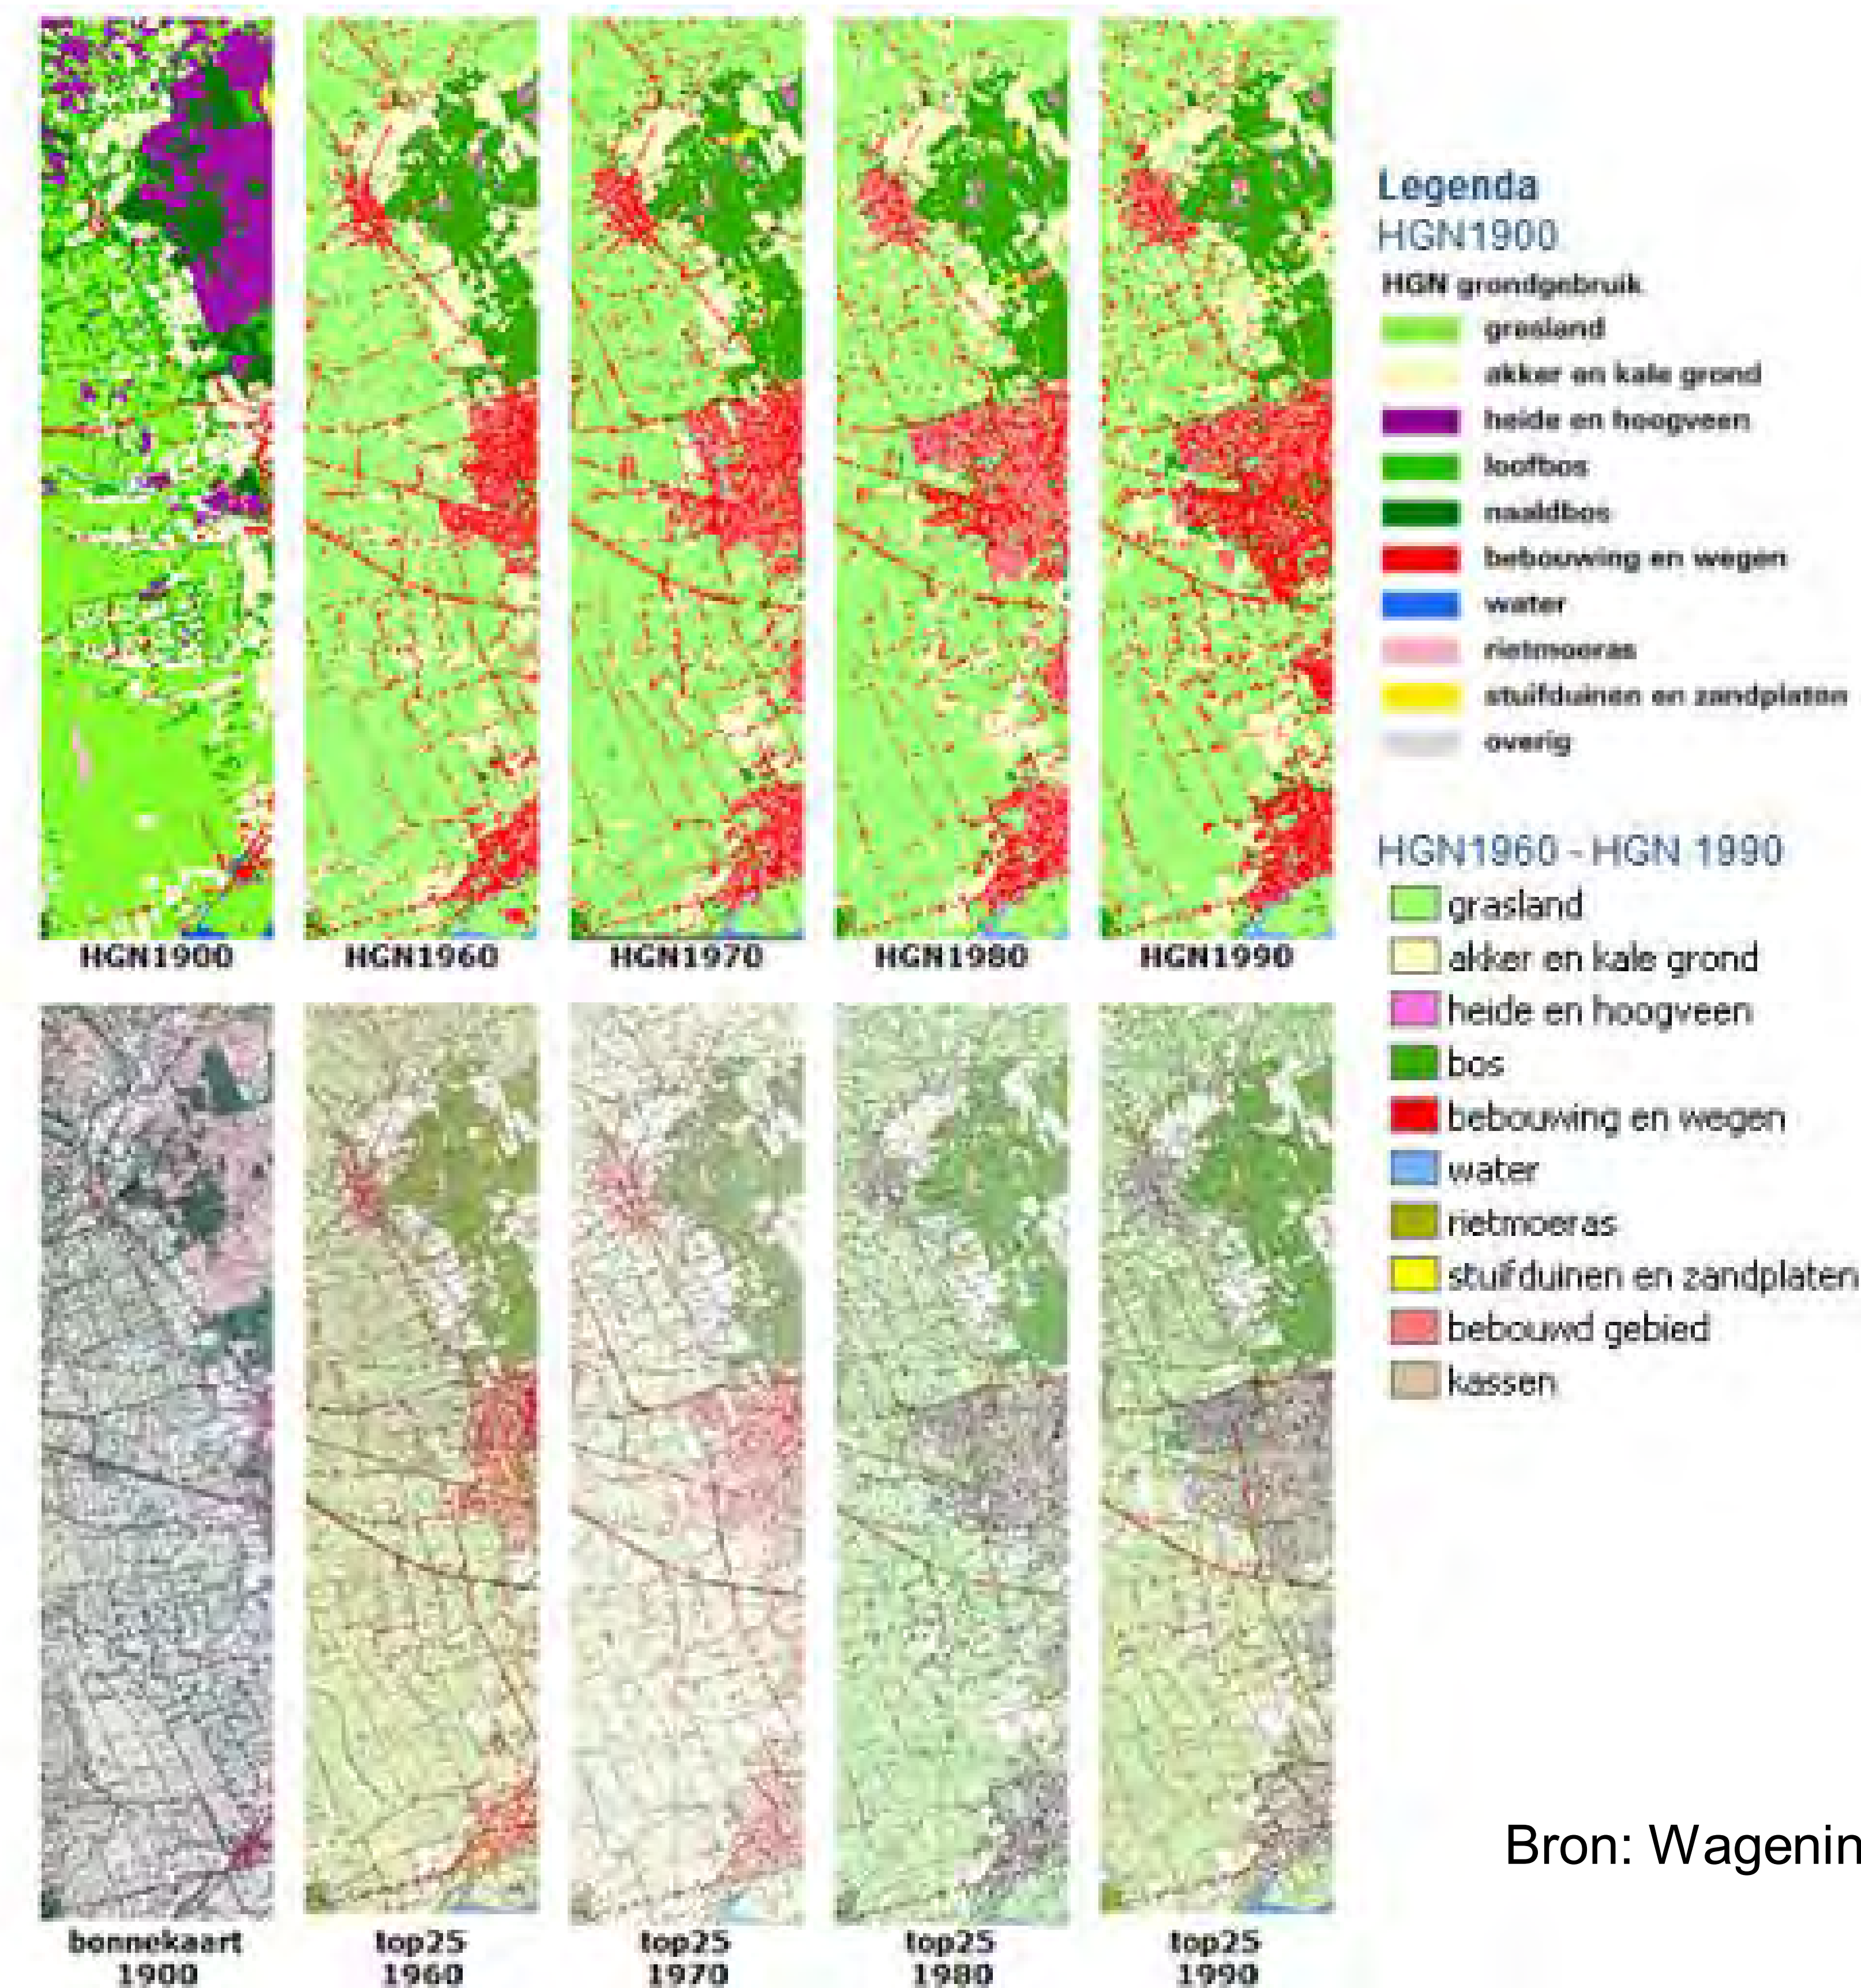 Legenda
HGN1900
HGN grondgebruik
grasland
akker en kale grond
heide en hoogveen
loofbos
naaldbos
bebouwing en wegen
water
rietmoeras
stuifduinen en zandplaten
overig
HGN1960 - HGN 1990
grasland
akker en kale grond
heide en hoogveen
bos
bebouwing en wegen
water
rietmoeras
stuifduinen en zandplaten
bebouwd gebied
kassen
HGN1900
HGN1960
HGN1970
HGN1980
HGN1990
bonnekaart
1900
top25
1960
top25
1970
top25
1980
top25
1990
Bron: Wagenin